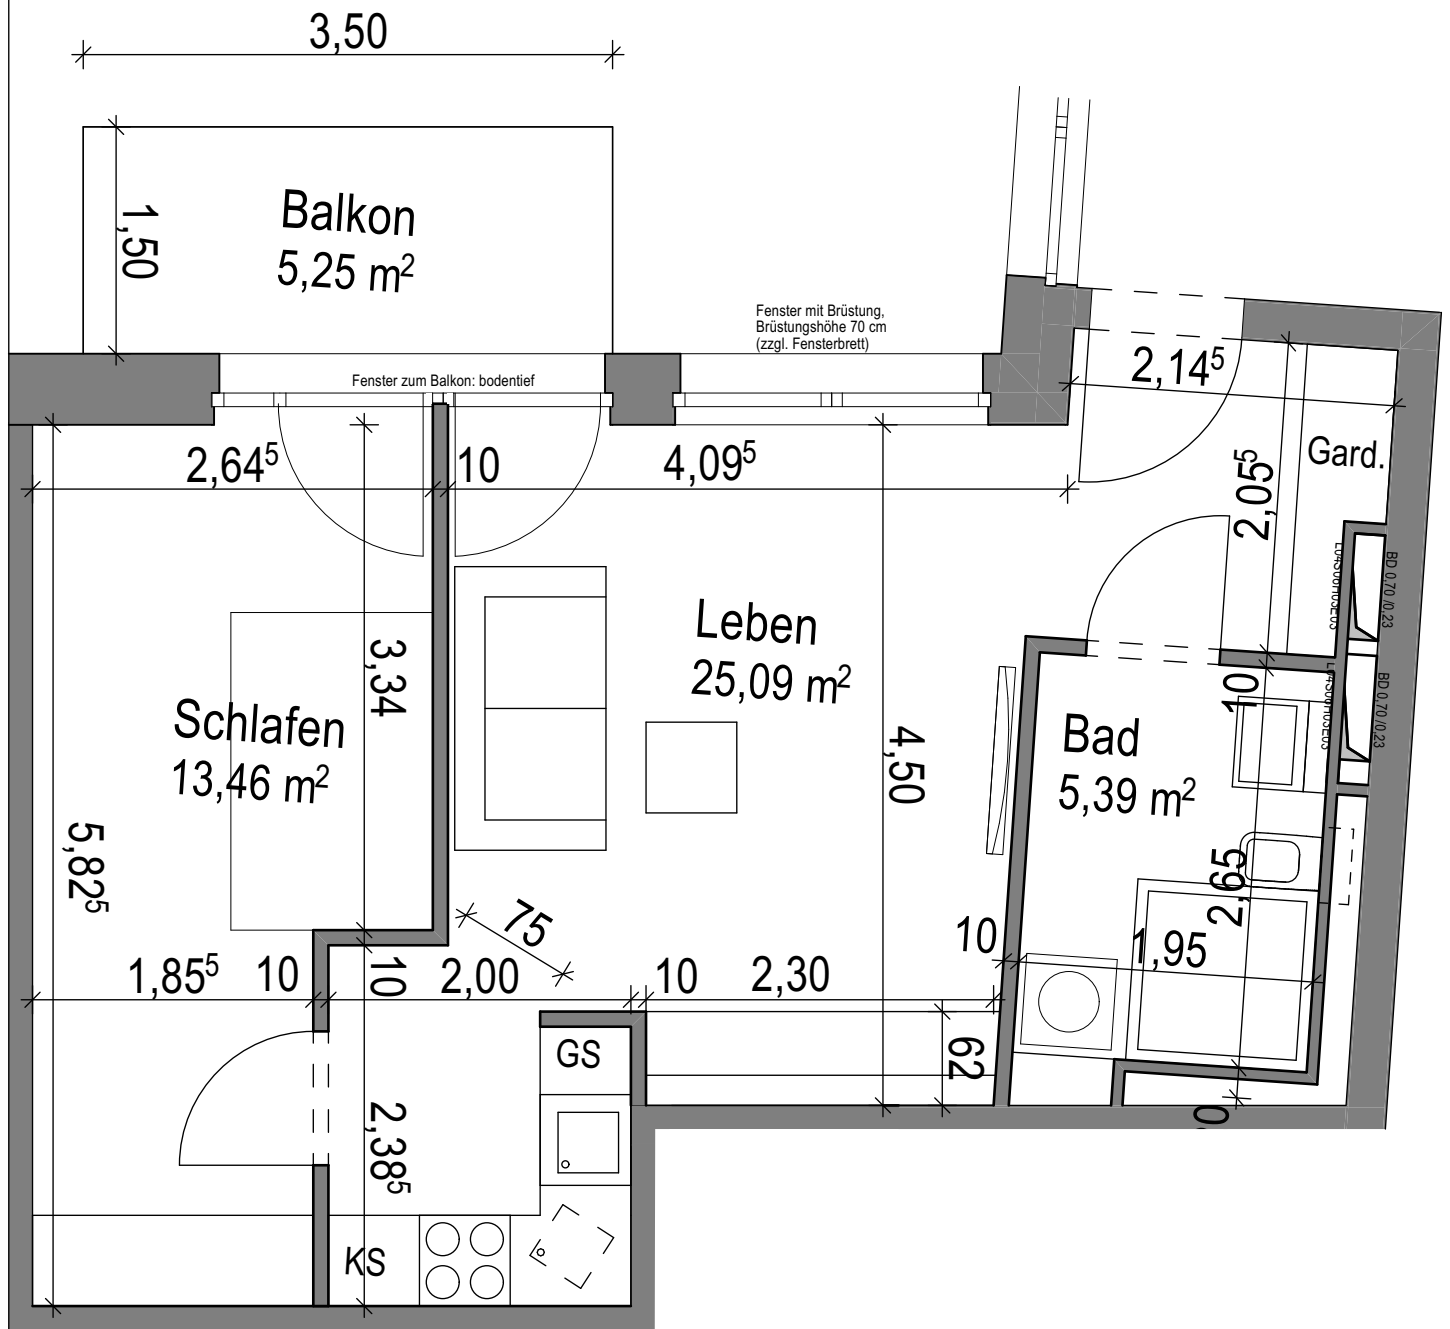 3,50
1,50
Balkon
5,25 m²
Fenster mit Brüstung,
Brüstungshöhe 70 cm
(zzgl. Fensterbrett)
Fenster zum Balkon: bodentief
2,14⁵
2,64⁵
10
4,09⁵
Gard.
2,05⁵
BD 0,70 /0,23
Leben
25,09 m²
3,34
Schlafen
13,46 m²
4,50
10
BD 0,70 /0,23
Bad
5,39 m²
5,82⁵
2,65
75
10
1,95
1,85⁵
10
10
2,00
10
2,30
GS
62
2,38⁵
KS